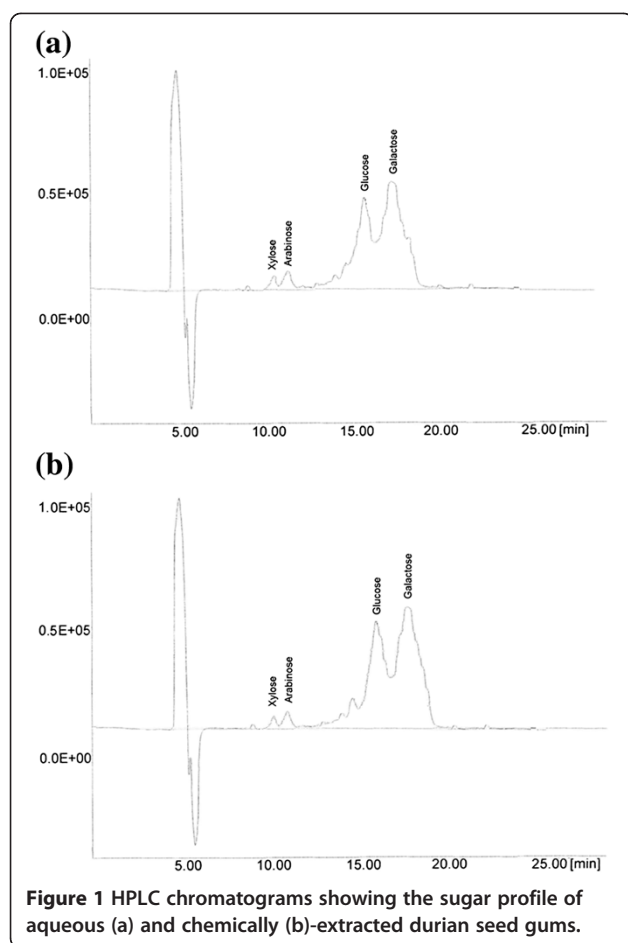 (a)
1.0E+05
0.5E+05
0.0E+00
Xylose
Arabinose
Glucose
Galactose
5.00 10.00 15.00 20.00 25.00 [min]
(b)
1.0E+05
0.5E+05
0.0E+00
Xylose
Arabinose
Glucose
Galactose
5.00 10.00 15.00 20.00 25.00 [min]
Figure 1 HPLC chromatograms showing the sugar profile of
aqueous (a) and chemically (b)-extracted durian seed gums.